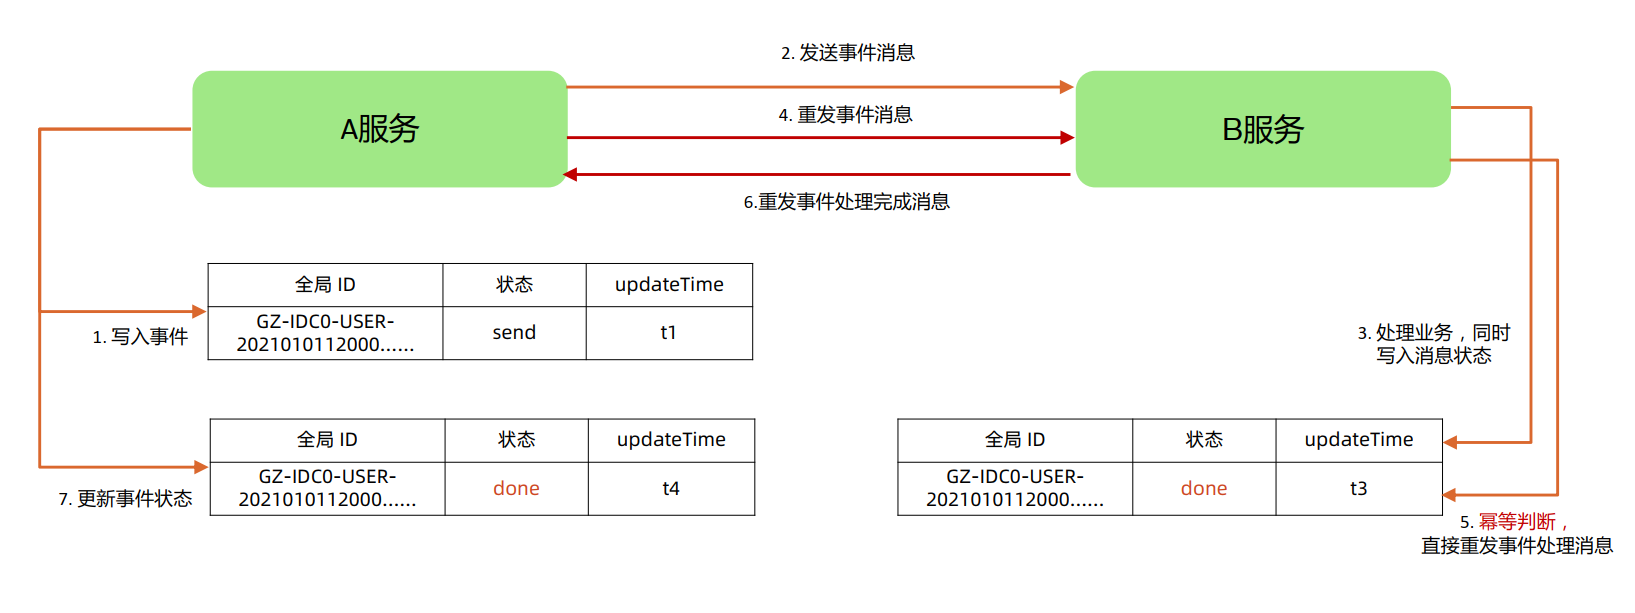 2. 发送事件消息
A服务
4. 重发事件消息
B服务
6.重发事件处理完成消息
全局 ID 状态 updateTime
GZ-IDC0-USER-
2021010112000...... send t1
1. 写入事件
3. 处理业务，同时
写入消息状态
全局 ID 状态 updateTime
GZ-IDC0-USER-
2021010112000...... done t4
7. 更新事件状态
全局 ID 状态 updateTime
GZ-IDC0-USER-
2021010112000...... done t3
5. 幂等判断，
直接重发事件处理消息